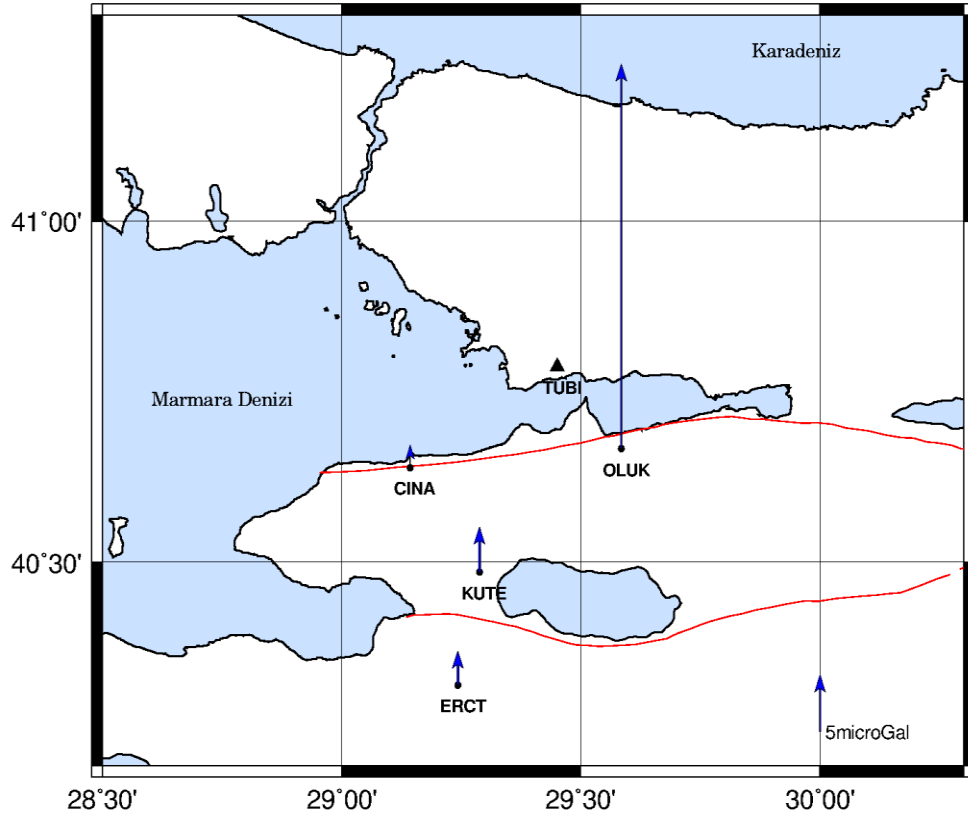 Karadeniz
41°00'
Marmara Denizi
TUBI
OLUK
CINA
40°30'
KUTE
ERCT
5microGal
28°30'
29°00'
29°30'
30°00'